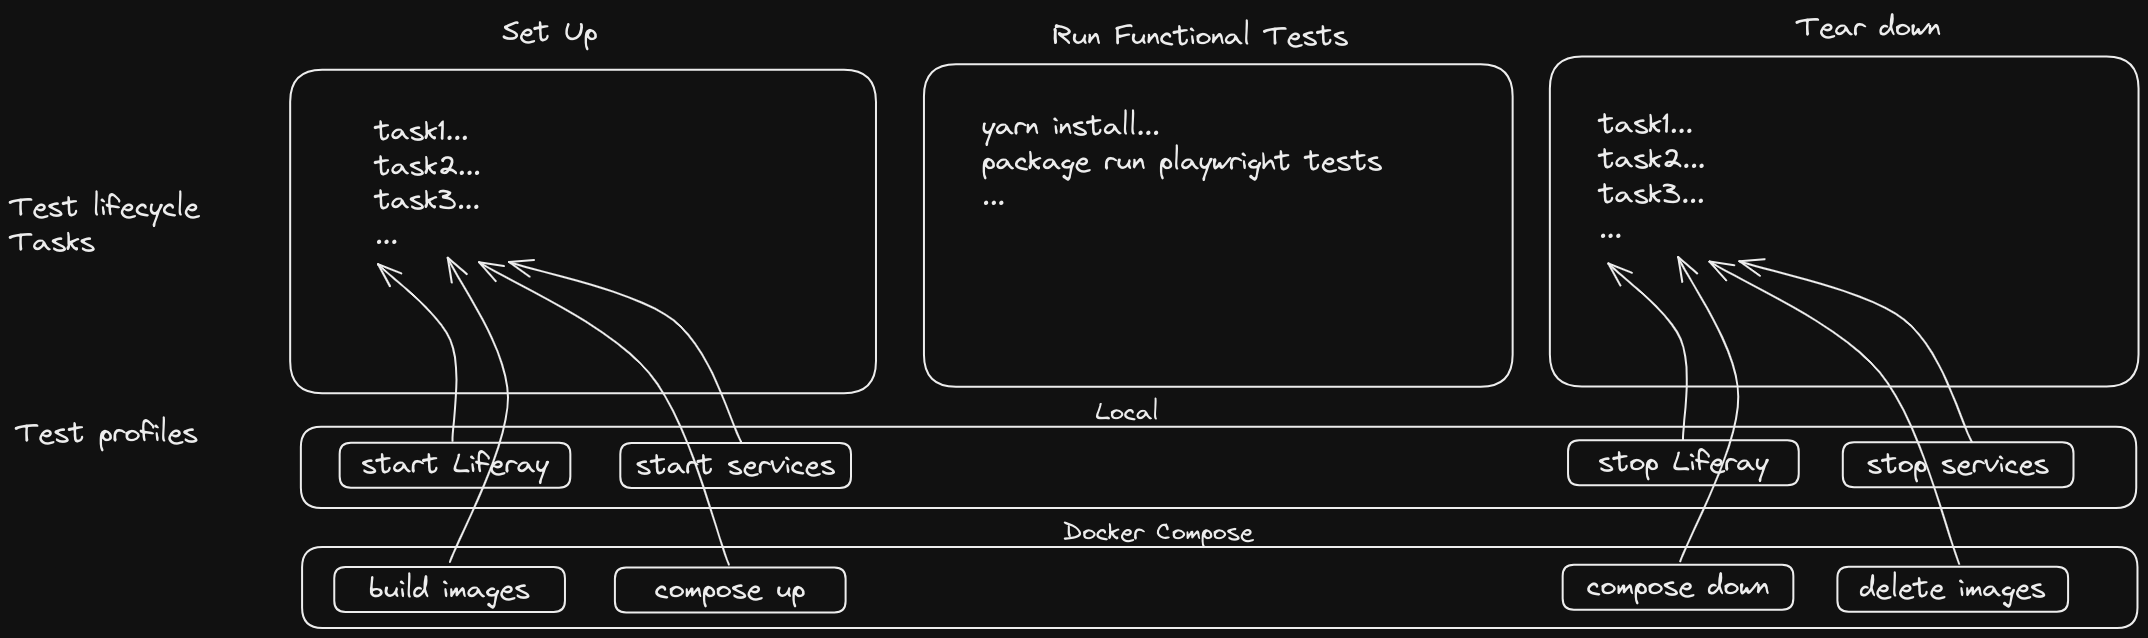 Set Up
Run Functional Tests
Tear down
task1...
task2...
task3...
...
yarn install...
package run playwright tests
...
task1...
task2...
task3...
...
Test lifecycle
Tasks
Test profiles
Local
start Liferay
start services
stop Liferay
stop services
Docker Compose
build images
compose up
compose down
delete images